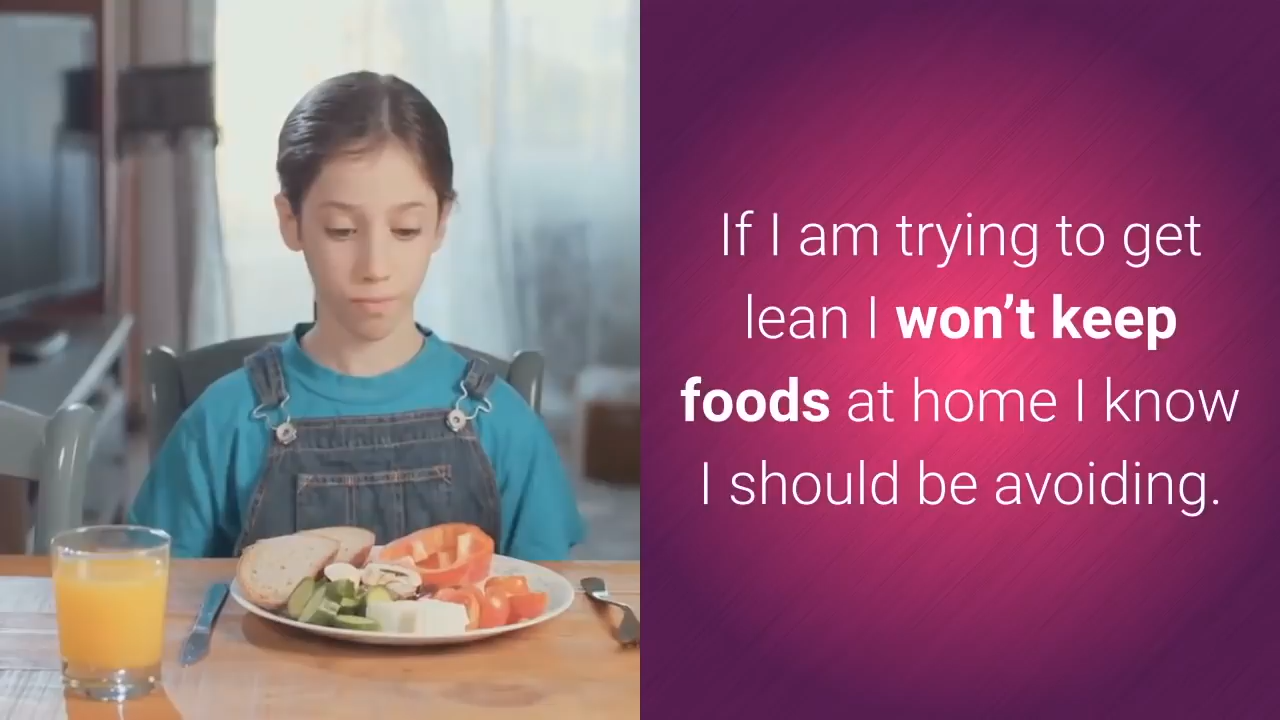 If I am trying to get
lean I won’t keep
foods at home I know
I should be avoiding.